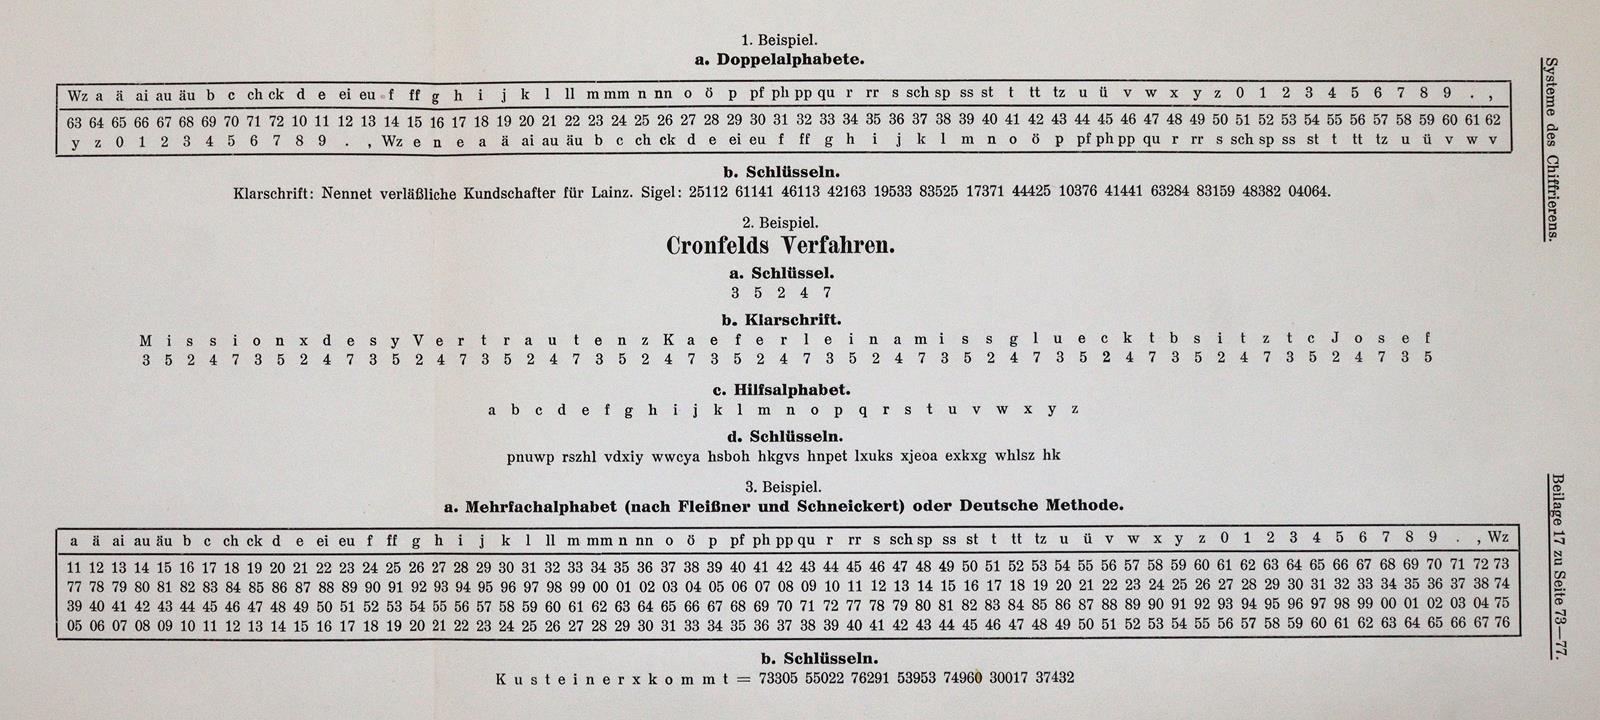 1. Beispiel.
a. Doppelalphabete.
Wz a ä ai au äu b c ch ck d e ei eu f ff g h i j k l ll m mm n nn o ö p pf ph pp qu r rr s sch sp ss st t tt tz u ü v w x y z 0 1 2 3 4 5 6 7 8 9 . ,
63 64 65 66 67 68 69 70 71 72 10 11 12 13 14 15 16 17 18 19 20 21 22 23 24 25 26 27 28 29 30 31 32 33 34 35 36 37 38 39 40 41 42 43 44 45 46 47 48 49 50 51 52 53 54 55 56 57 58 59 60 61 62
y z 0 1 2 3 4 5 6 7 8 9 . , Wz e n e a ä ai au äu b c ch ck d e ei eu f ff g h i j k l m n o ö p pf ph pp qu r rr s sch sp ss st t tt tz u ü v w v
b. Schlüsseln.
Klarschrift: Nennet verläßliche Kundschafter für Lainz. Sigel: 25112 61141 46113 42163 19533 83525 17371 44425 10376 41441 63284 83159 48382 04064.
2. Beispiel.
Cronfelds Verfahren.
a. Schlüssel.
3 5 2 4 7
b. Klarschrift.
M i s s i o n x d e s y V e r t r a u t e n z K a e f e r l e i n a m i s s g l u e c k t b s i t z t c J o s e f
3 5 2 4 7 3 5 2 4 7 3 5 2 4 7 3 5 2 4 7 3 5 2 4 7 3 5 2 4 7 3 5 2 4 7 3 5 2 4 7 3 5 2 4 7 3 5 2 4 7 3 5 2 4 7 3 5
c. Hilfsalphabet.
a b c d e f g h i j k l m n o p q r s t u v w x y z
d. Schlüsseln.
pnuwp rszhl vdxiy wwcya hsboh hkgvs hnpet lxuks xjeoa exkxg whlsz hk
3. Beispiel.
a. Mehrfachalphabet (nach Fleißner und Schneickert) oder Deutsche Methode.
a ä ai au äu b c ch ck d e ei eu f ff g h i j k l ll m mm n nn o ö p pf ph pp qu r rr s sch sp ss st t tt tz u ü v w x y z 0 1 2 3 4 5 6 7 8 9 . , Wz
11 12 13 14 15 16 17 18 19 20 21 22 23 24 25 26 27 28 29 30 31 32 33 34 35 36 37 38 39 40 41 42 43 44 45 46 47 48 49 50 51 52 53 54 55 56 57 58 59 60 61 62 63 64 65 66 67 68 69 70 71 72 73
77 78 79 80 81 82 83 84 85 86 87 88 89 90 91 92 93 94 95 96 97 98 99 00 01 02 03 04 05 06 07 08 09 10 11 12 13 14 15 16 17 18 19 20 21 22 23 24 25 26 27 28 29 30 31 32 33 34 35 36 37 38 74
39 40 41 42 43 44 45 46 47 48 49 50 51 52 53 54 55 56 57 58 59 60 61 62 63 64 65 66 67 68 69 70 71 72 77 78 79 80 81 82 83 84 85 86 87 88 89 90 91 92 93 94 95 96 97 98 99 00 01 02 03 04 75
05 06 07 08 09 10 11 12 13 14 15 16 17 18 19 20 21 22 23 24 25 26 27 28 29 30 31 33 34 35 36 37 38 39 40 41 42 43 44 45 46 47 48 49 50 51 52 53 54 55 56 57 58 59 60 61 62 63 64 65 66 67 76
b. Schlüsseln.
K u s t e i n e r x k o m m t = 73305 55022 76291 53953 74960 30017 37432
Systeme des Chiffrierens.
Beilage 17 zu Seite 73—77.